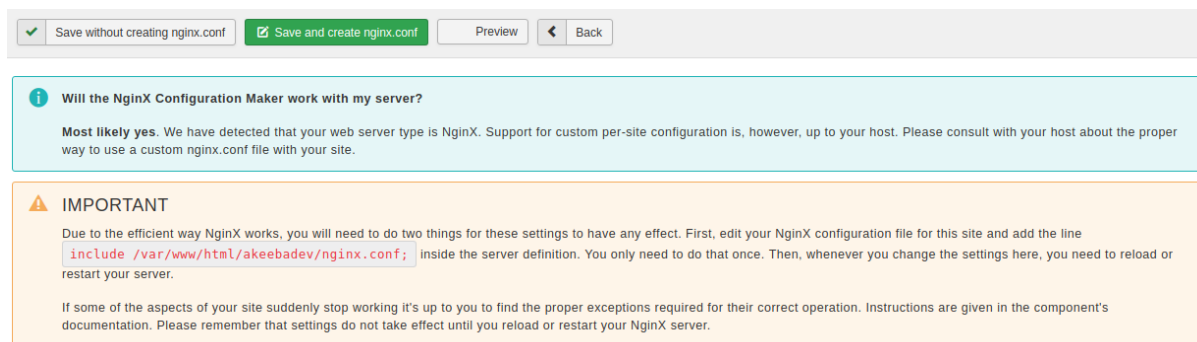 Save without creating nginx.conf Save and create nginx.conf Preview Back
Will the NginX Configuration Maker work with my server?
Most likely yes. We have detected that your web server type is NginX. Support for custom per-site configuration is, however, up to your host. Please consult with your host about the proper
way to use a custom nginx.conf file with your site.
IMPORTANT
Due to the efficient way NginX works, you will need to do two things for these settings to have any effect. First, edit your NginX configuration file for this site and add the line
include /var/www/html/akeebadev/nginx.conf; inside the server definition. You only need to do that once. Then, whenever you change the settings here, you need to reload or
restart your server.
If some of the aspects of your site suddenly stop working it's up to you to find the proper exceptions required for their correct operation. Instructions are given in the component's
documentation. Please remember that settings do not take effect until you reload or restart your NginX server.